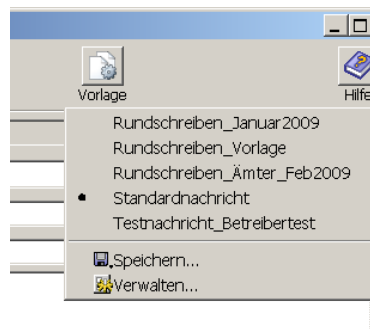 Vorlage
Hilfe
Rundschreiben_Januar2009
Rundschreiben_Vorlage
Rundschreiben_Ämter_Feb2009
Standardnachricht
Testnachricht_Betreibertest
Speichern...
Verwalten...